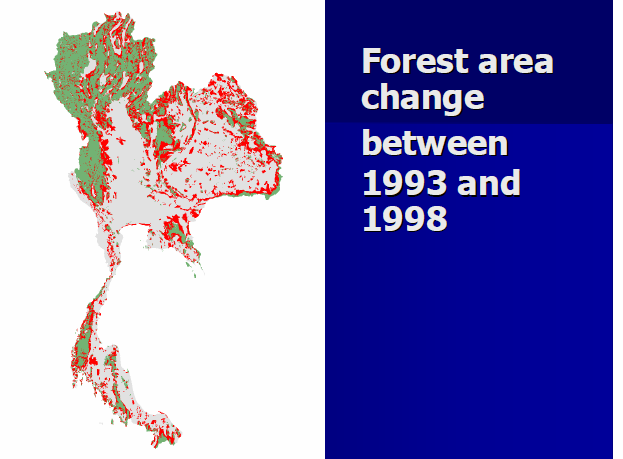 Forest area
change
between
1993 and
1998